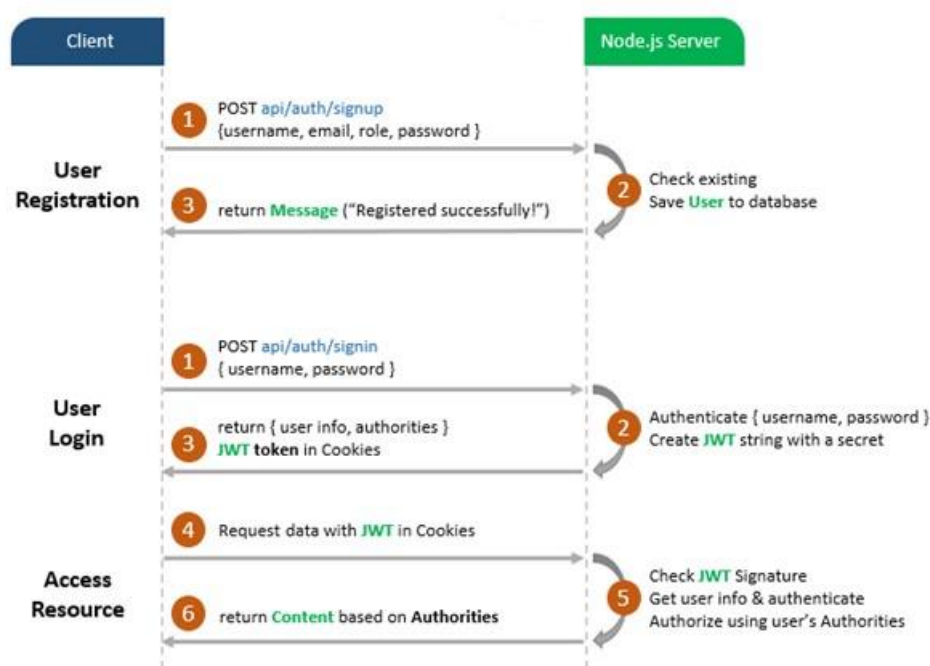 Client
Node.js Server
User
Registration
1
POST api/auth/signup
{username, email, role, password }
2
Check existing
Save User to database
3
return Message (“Registered successfully!”)
User
Login
1
POST api/auth/signin
{ username, password }
2
Authenticate { username, password }
Create JWT string with a secret
3
return { user info, authorities }
JWT token in Cookies
Access
Resource
4
Request data with JWT in Cookies
5
Check JWT Signature
Get user info & authenticate
Authorize using user’s Authorities
6
return Content based on Authorities